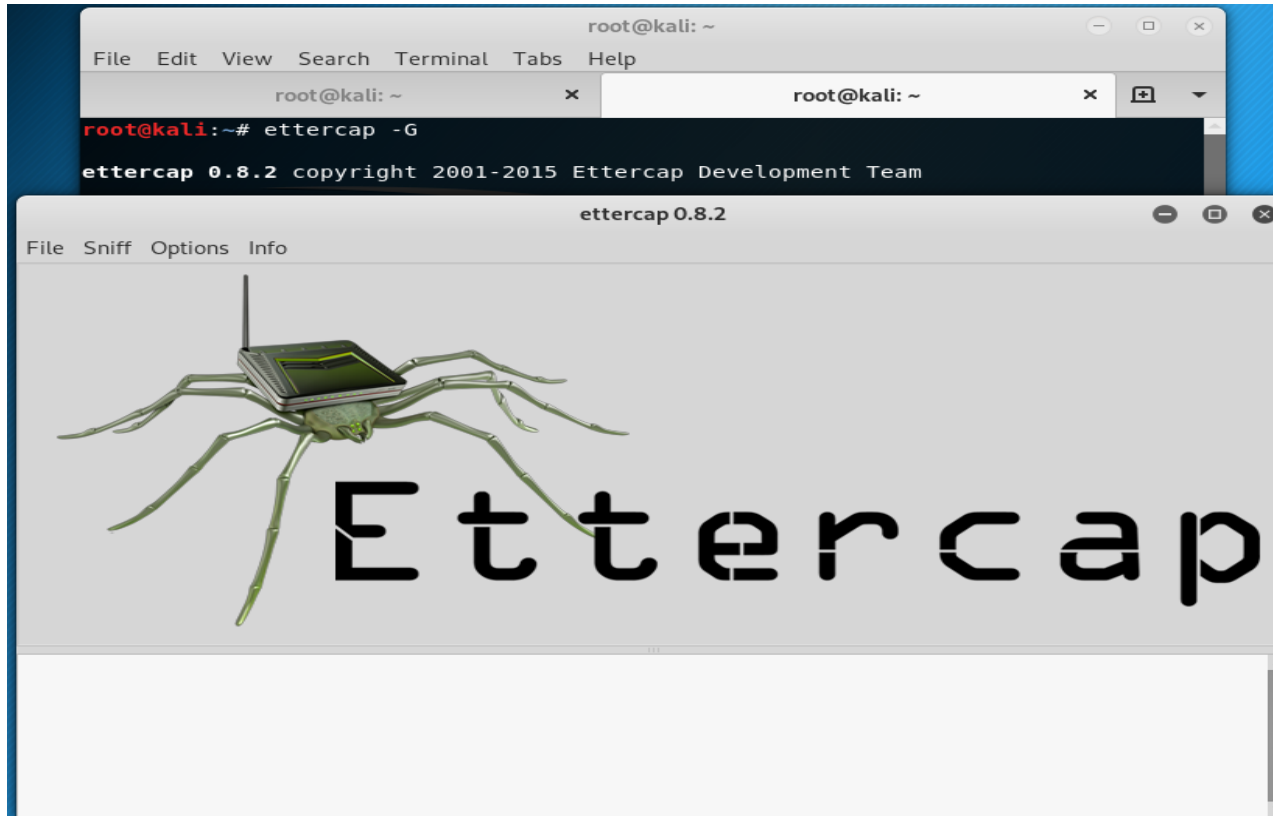 root@kali: ~
File Edit View Search Terminal Tabs Help
root@kali: ~ root@kali: ~
root@kali:~# ettercap -G
ettercap 0.8.2 copyright 2001-2015 Ettercap Development Team
ettercap 0.8.2
File Sniff Options Info
Ettercap